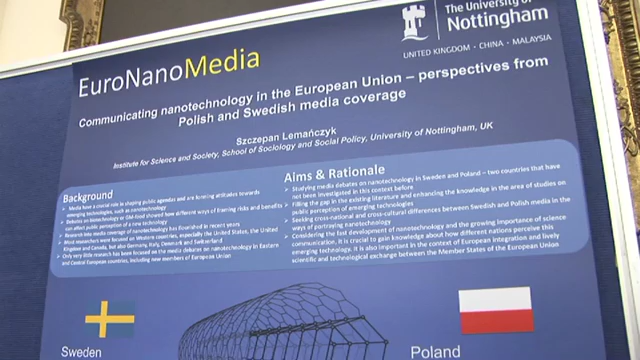 The University of
Nottingham
UNITED KINGDOM · CHINA · MALAYSIA
EuroNanoMedia
Communicating nanotechnology in the European Union – perspectives from
Polish and Swedish media coverage
Szczepan Lemańczyk
Institute for Science and Society, School of Sociology and Social Policy, University of Nottingham, UK
Background
➢ Media have a crucial role in shaping public agendas and are forming attitudes towards
emerging technologies, such as nanotechnology
➢ Debates on biotechnology or GM-food showed how different ways of framing risks and benefits
can affect public perception of a new technology
➢ Research into media coverage of nanotechnology has flourished in recent years
➢ Most researchers were focused on Western countries, especially the United States, the United
Kingdom and Canada, but also Germany, Italy, Denmark and Switzerland
➢ Only very little research has been focused on the media debates on nanotechnology in Eastern
and Central European countries, including new members of European Union
Aims & Rationale
➢ Studying media debates on nanotechnology in Sweden and Poland – two countries that have
not been investigated in this context before
➢ Filling the gap in the existing literature and enhancing the knowledge in the area of studies on
public perception of emerging technologies
➢ Seeking cross-national and cross-cultural differences between Swedish and Polish media in the
ways of portraying nanotechnology
➢ Considering the fast development of nanotechnology and the growing importance of science
communication, it is crucial to gain knowledge about how different nations perceive this
emerging technology. It is also important in the context of European integration and lively
scientific and technological exchange between the Member States of the European Union
Sweden
Poland